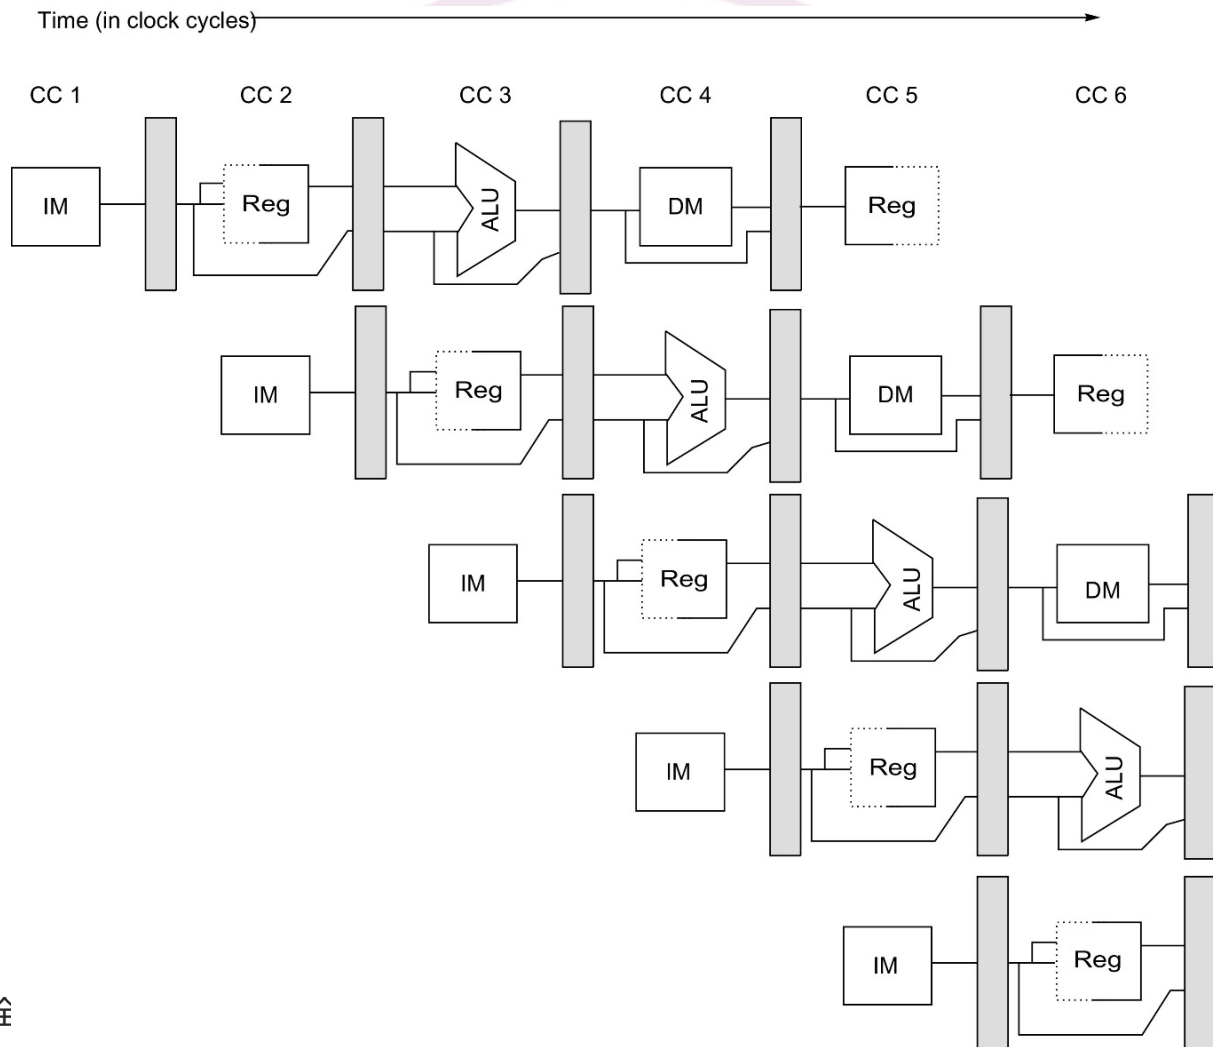 Time (in clock cycles)
CC 1 CC 2 CC 3 CC 4 CC 5 CC 6
IM Reg ALU DM Reg
IM Reg ALU DM Reg
IM Reg ALU DM
IM Reg ALU
IM Reg